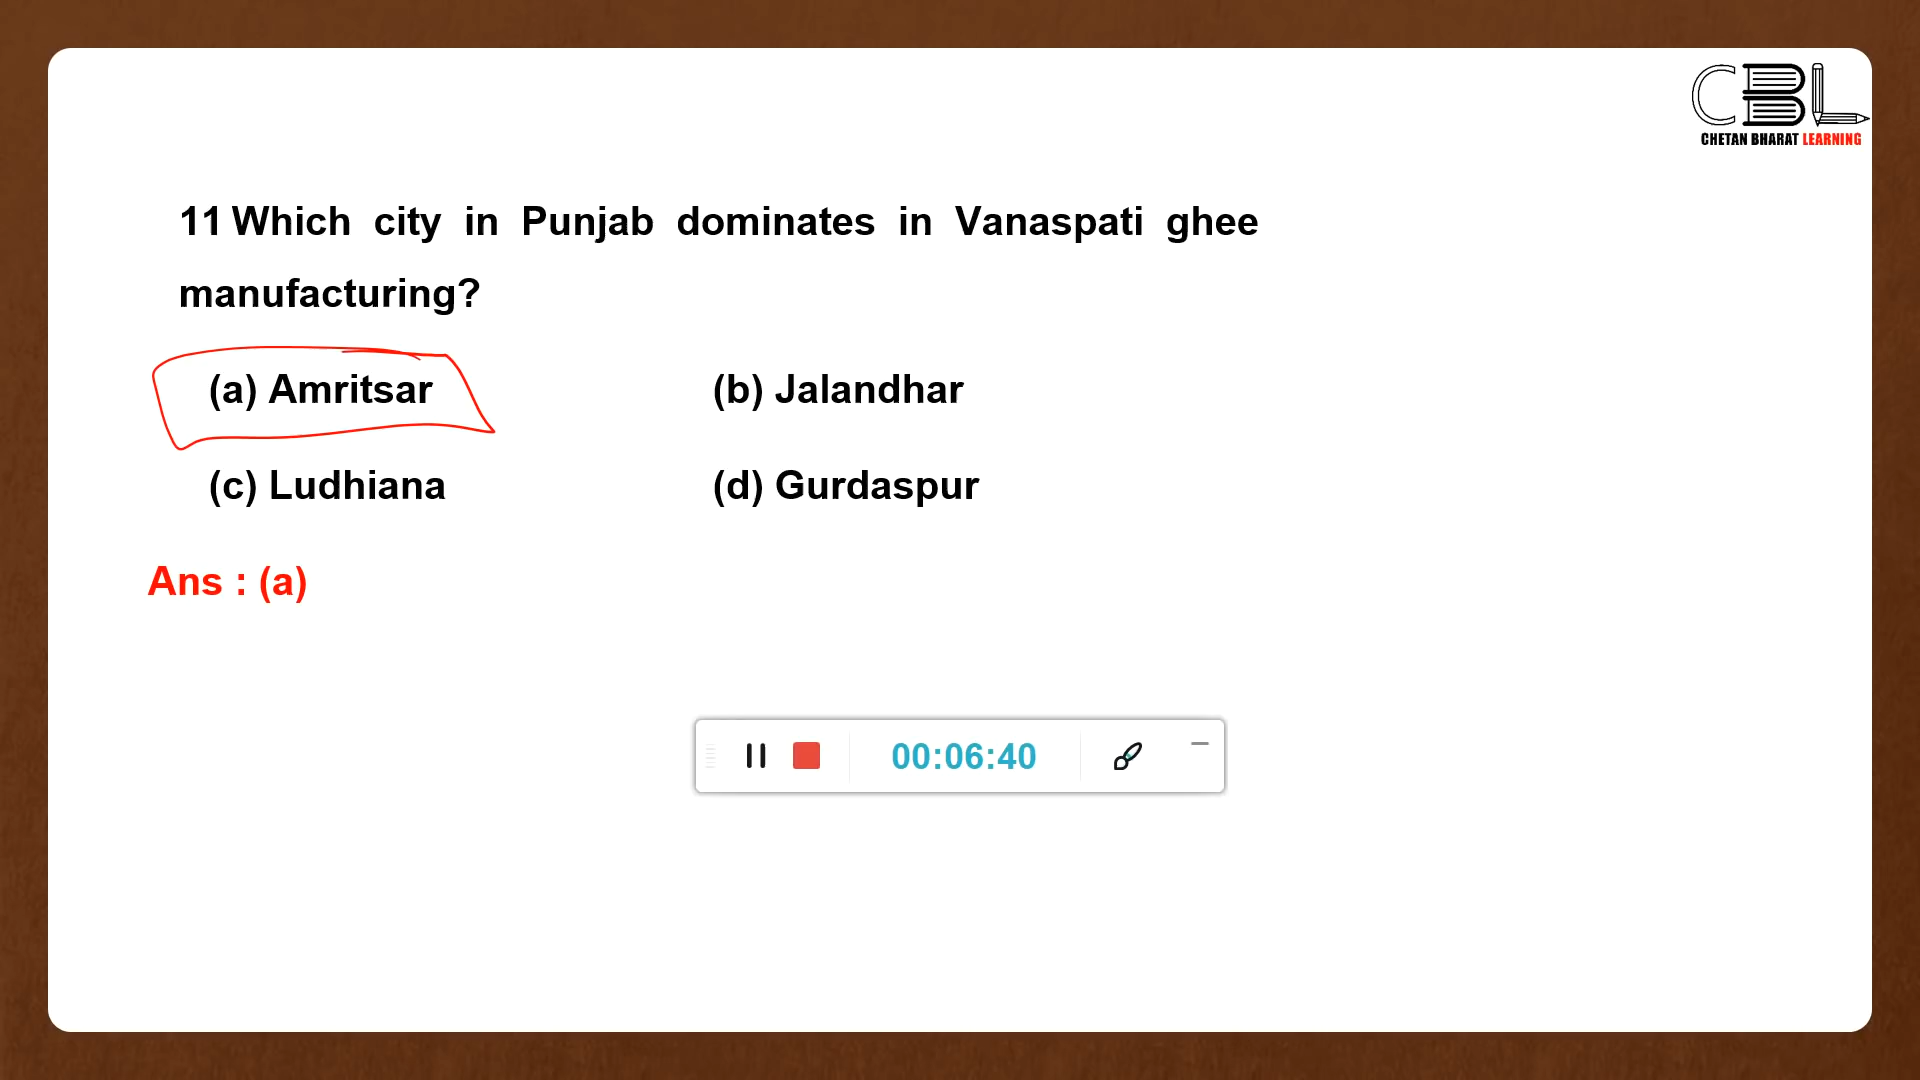 CBL
CHETAN BHARAT LEARNING
11 Which city in Punjab dominates in Vanaspati ghee
manufacturing?
(a) Amritsar (b) Jalandhar
(c) Ludhiana (d) Gurdaspur
Ans : (a)
00:06:40